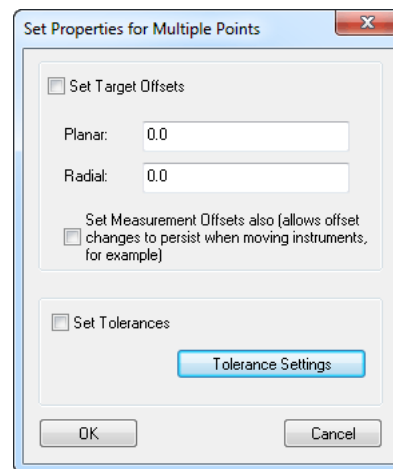 Set Properties for Multiple Points
Set Target Offsets
Planar: 0.0
Radial: 0.0
Set Measurement Offsets also (allows offset
changes to persist when moving instruments,
for example)
Set Tolerances
Tolerance Settings
OK Cancel